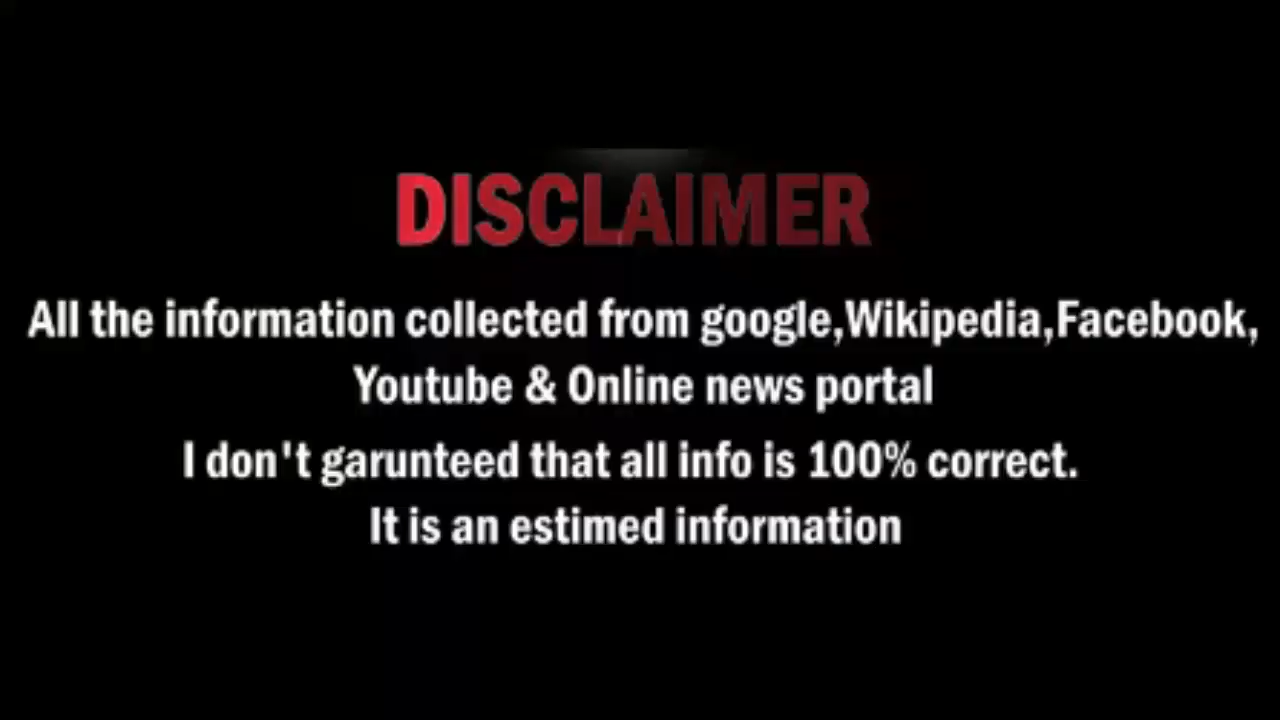 DISCLAIMER
All the information collected from google,Wikipedia,Facebook,
Youtube & Online news portal
I don't garunteed that all info is 100% correct.
It is an estimed information